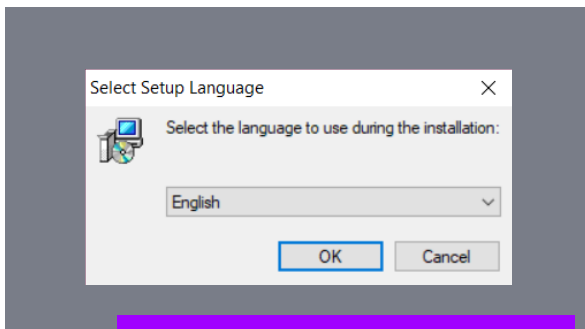 Select Setup Language
Select the language to use during the installation:
English
OK
Cancel